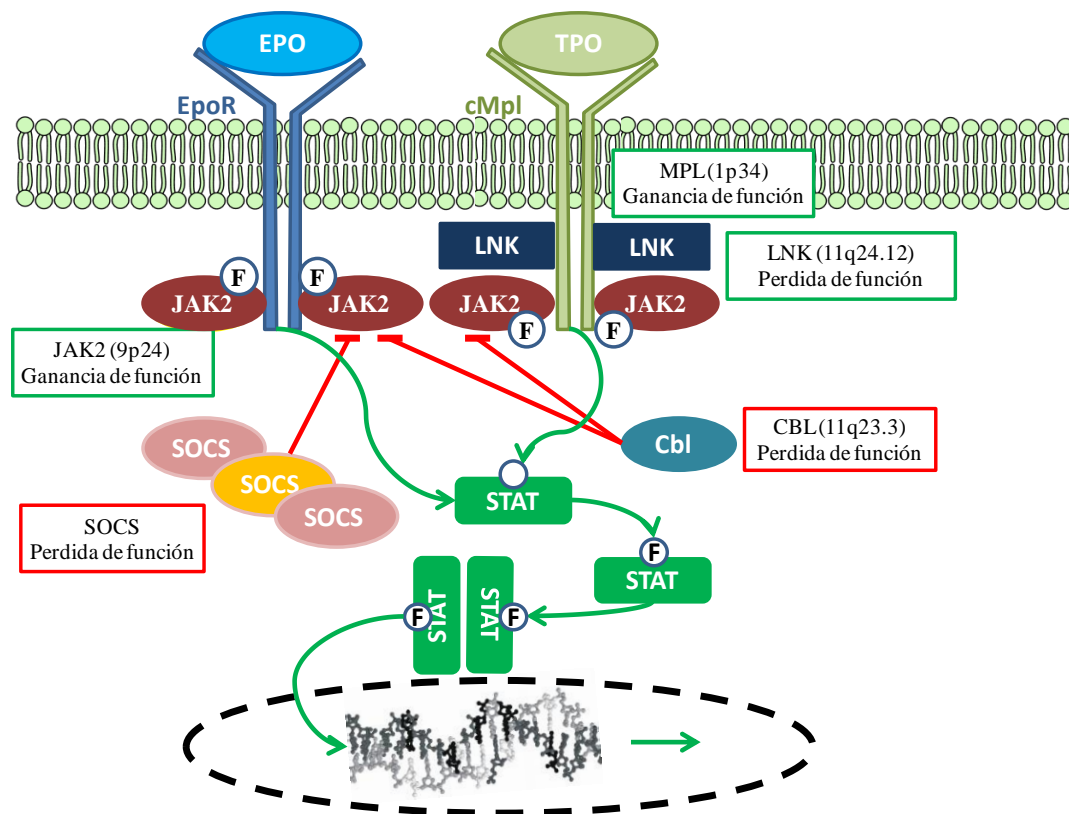 EPO
TPO
EpoR
cMpl
MPL (1p34)
Ganancia de función
LNK
LNK
LNK (11q24.12)
Perdida de función
F
F
JAK2
JAK2
JAK2
JAK2
F
F
JAK2 (9p24)
Ganancia de función
SOCS
SOCS
SOCS
Cbl
CBL (11q23.3)
Perdida de función
STAT
SOCS
Perdida de función
F
STAT
F
STAT
STAT
F